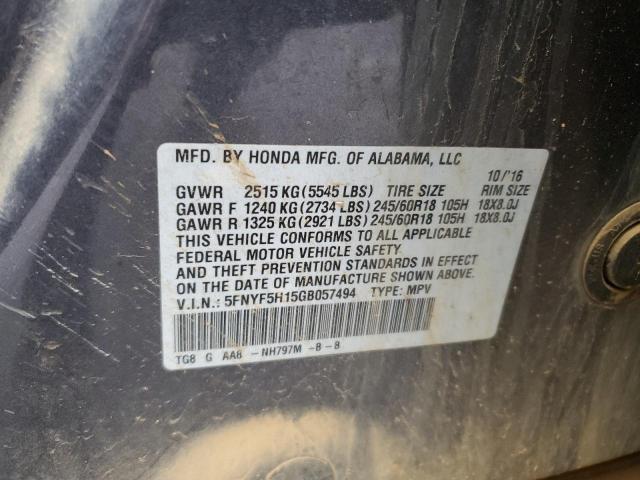 MFD. BY HONDA MFG. OF ALABAMA, LLC
10/'16
GVWR 2515 KG(5545 LBS) TIRE SIZE RIM SIZE
GAWR F 1240 KG(2734 LBS)245/60R18 105H 18X8.0J
GAWR R 1325 KG(2921 LBS)245/60R18 105H 18X8.0J
THIS VEHICLE CONFORMS TO ALL APPLICABLE
FEDERAL MOTOR VEHICLE SAFETY
AND THEFT PREVENTION STANDARDS IN EFFECT
ON THE DATE OF MANUFACTURE SHOWN ABOVE.
V.I.N.: 5FNYF5H15GB057494 TYPE: MPV
TG8 G AA8 -NH797M -B-B